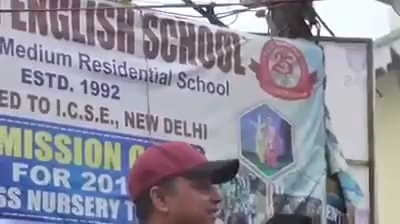 ENGLISH SCHOOL
Medium Residential School
ESTD. 1992
ED TO I.C.S.E., NEW DELHI
MISSION O
FOR 201
SS NURSERY T
25